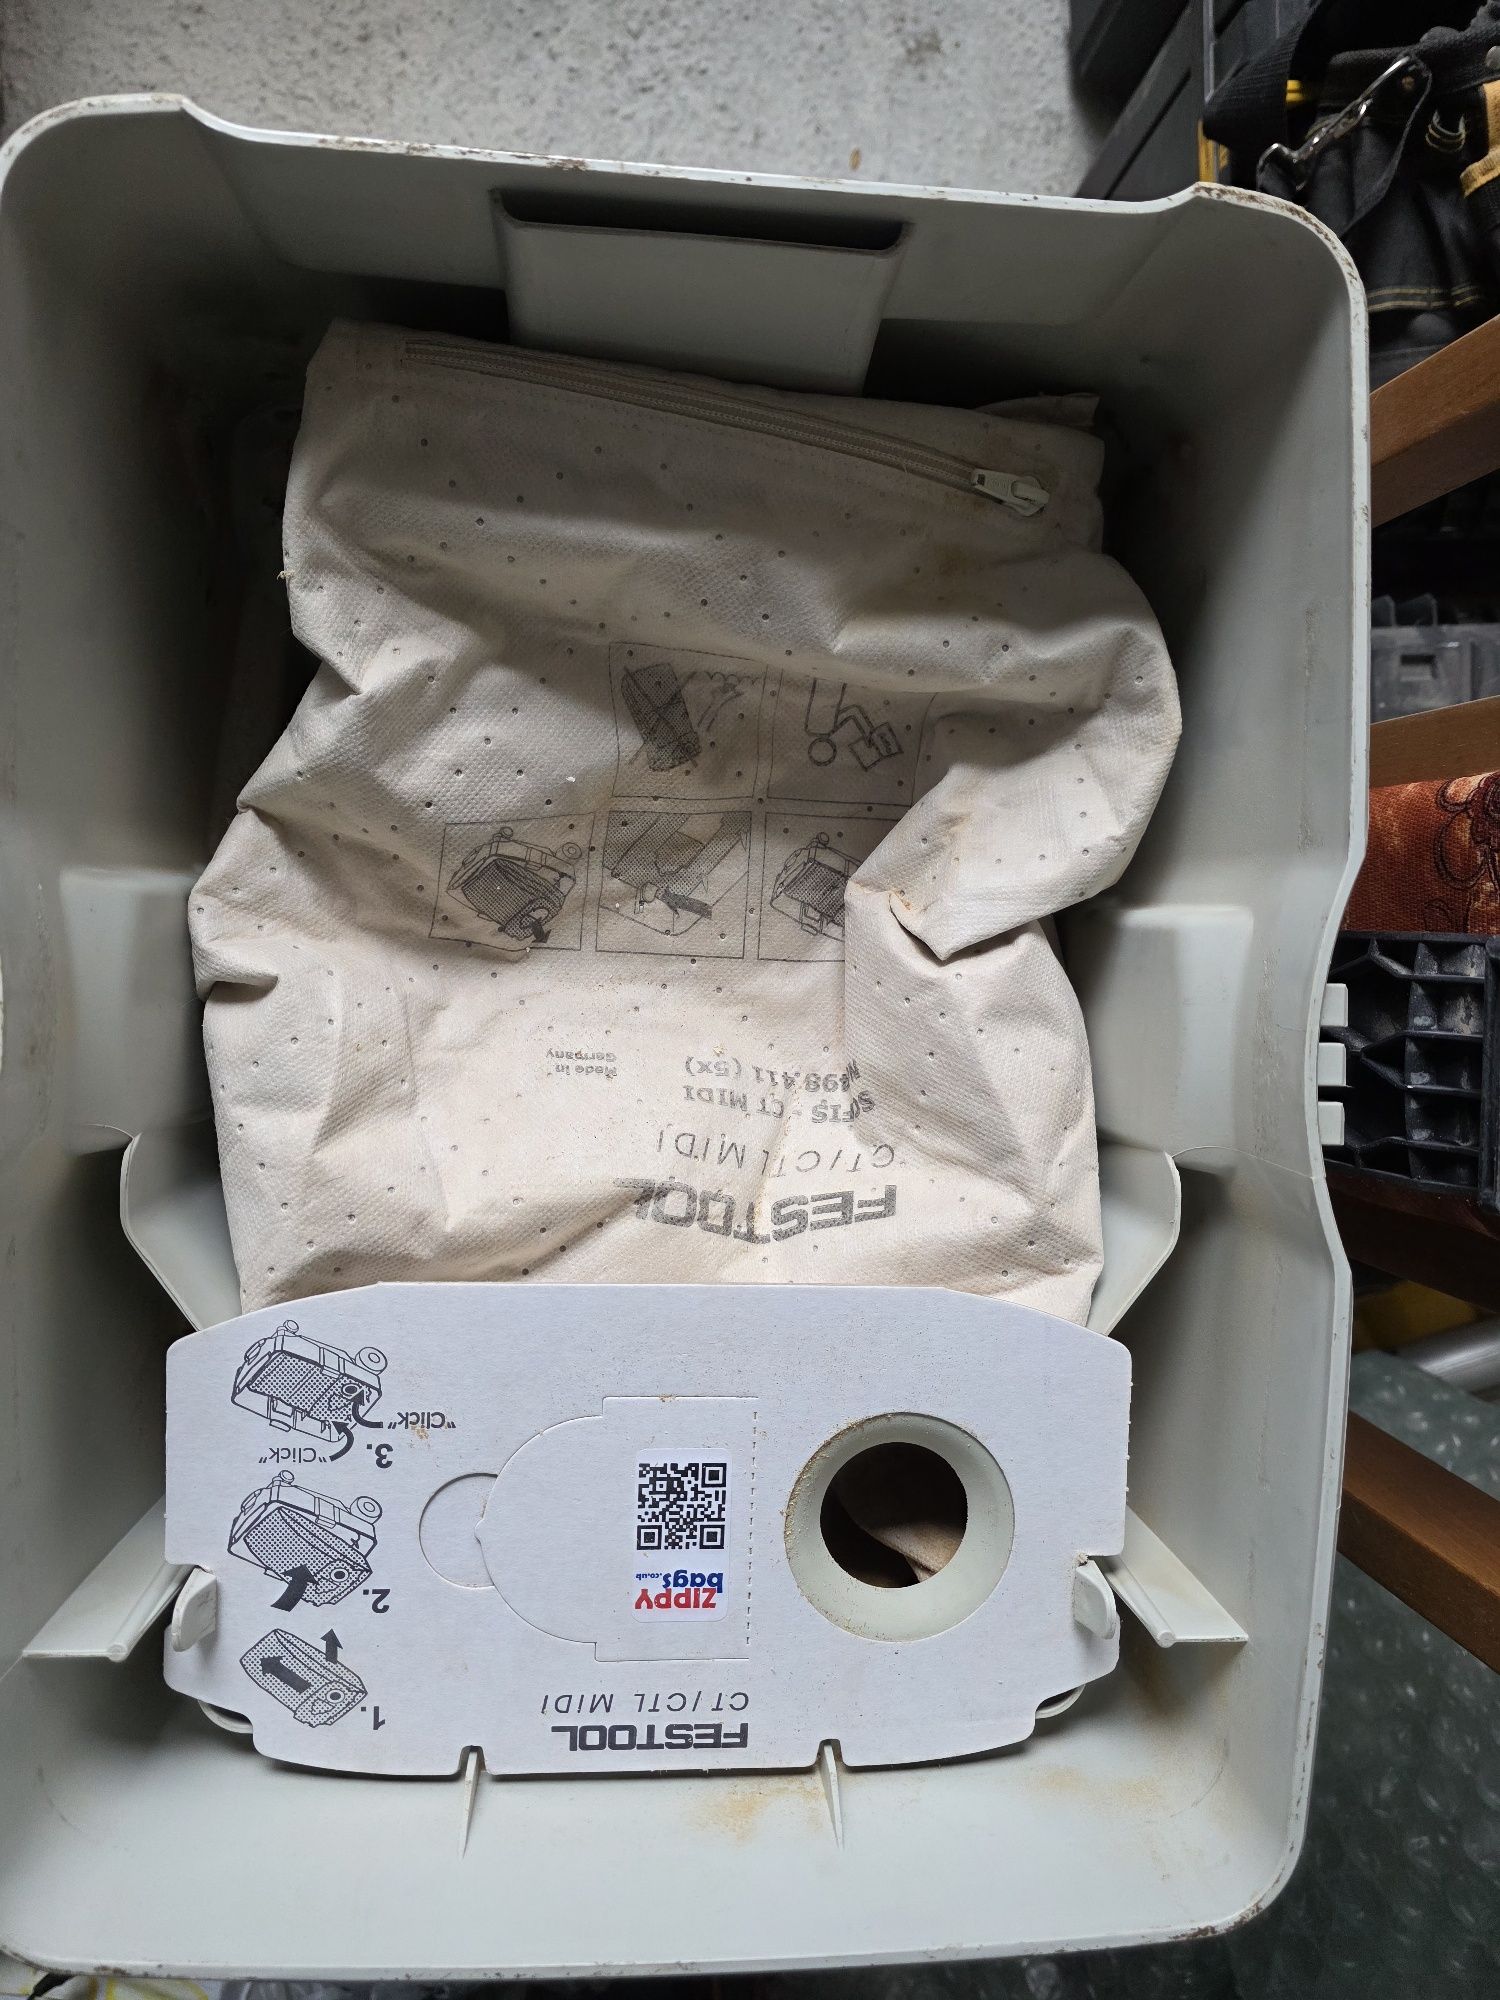 FESTOOL
CT/CTL MIDI
SC FIS - CT MIDI
498.411 (5x)
Made in
Germany
FESTOOL
CT/CTL MIDI
1.
2.
3.
"Click"
"Click"
ZIPPY
bags.co.uk